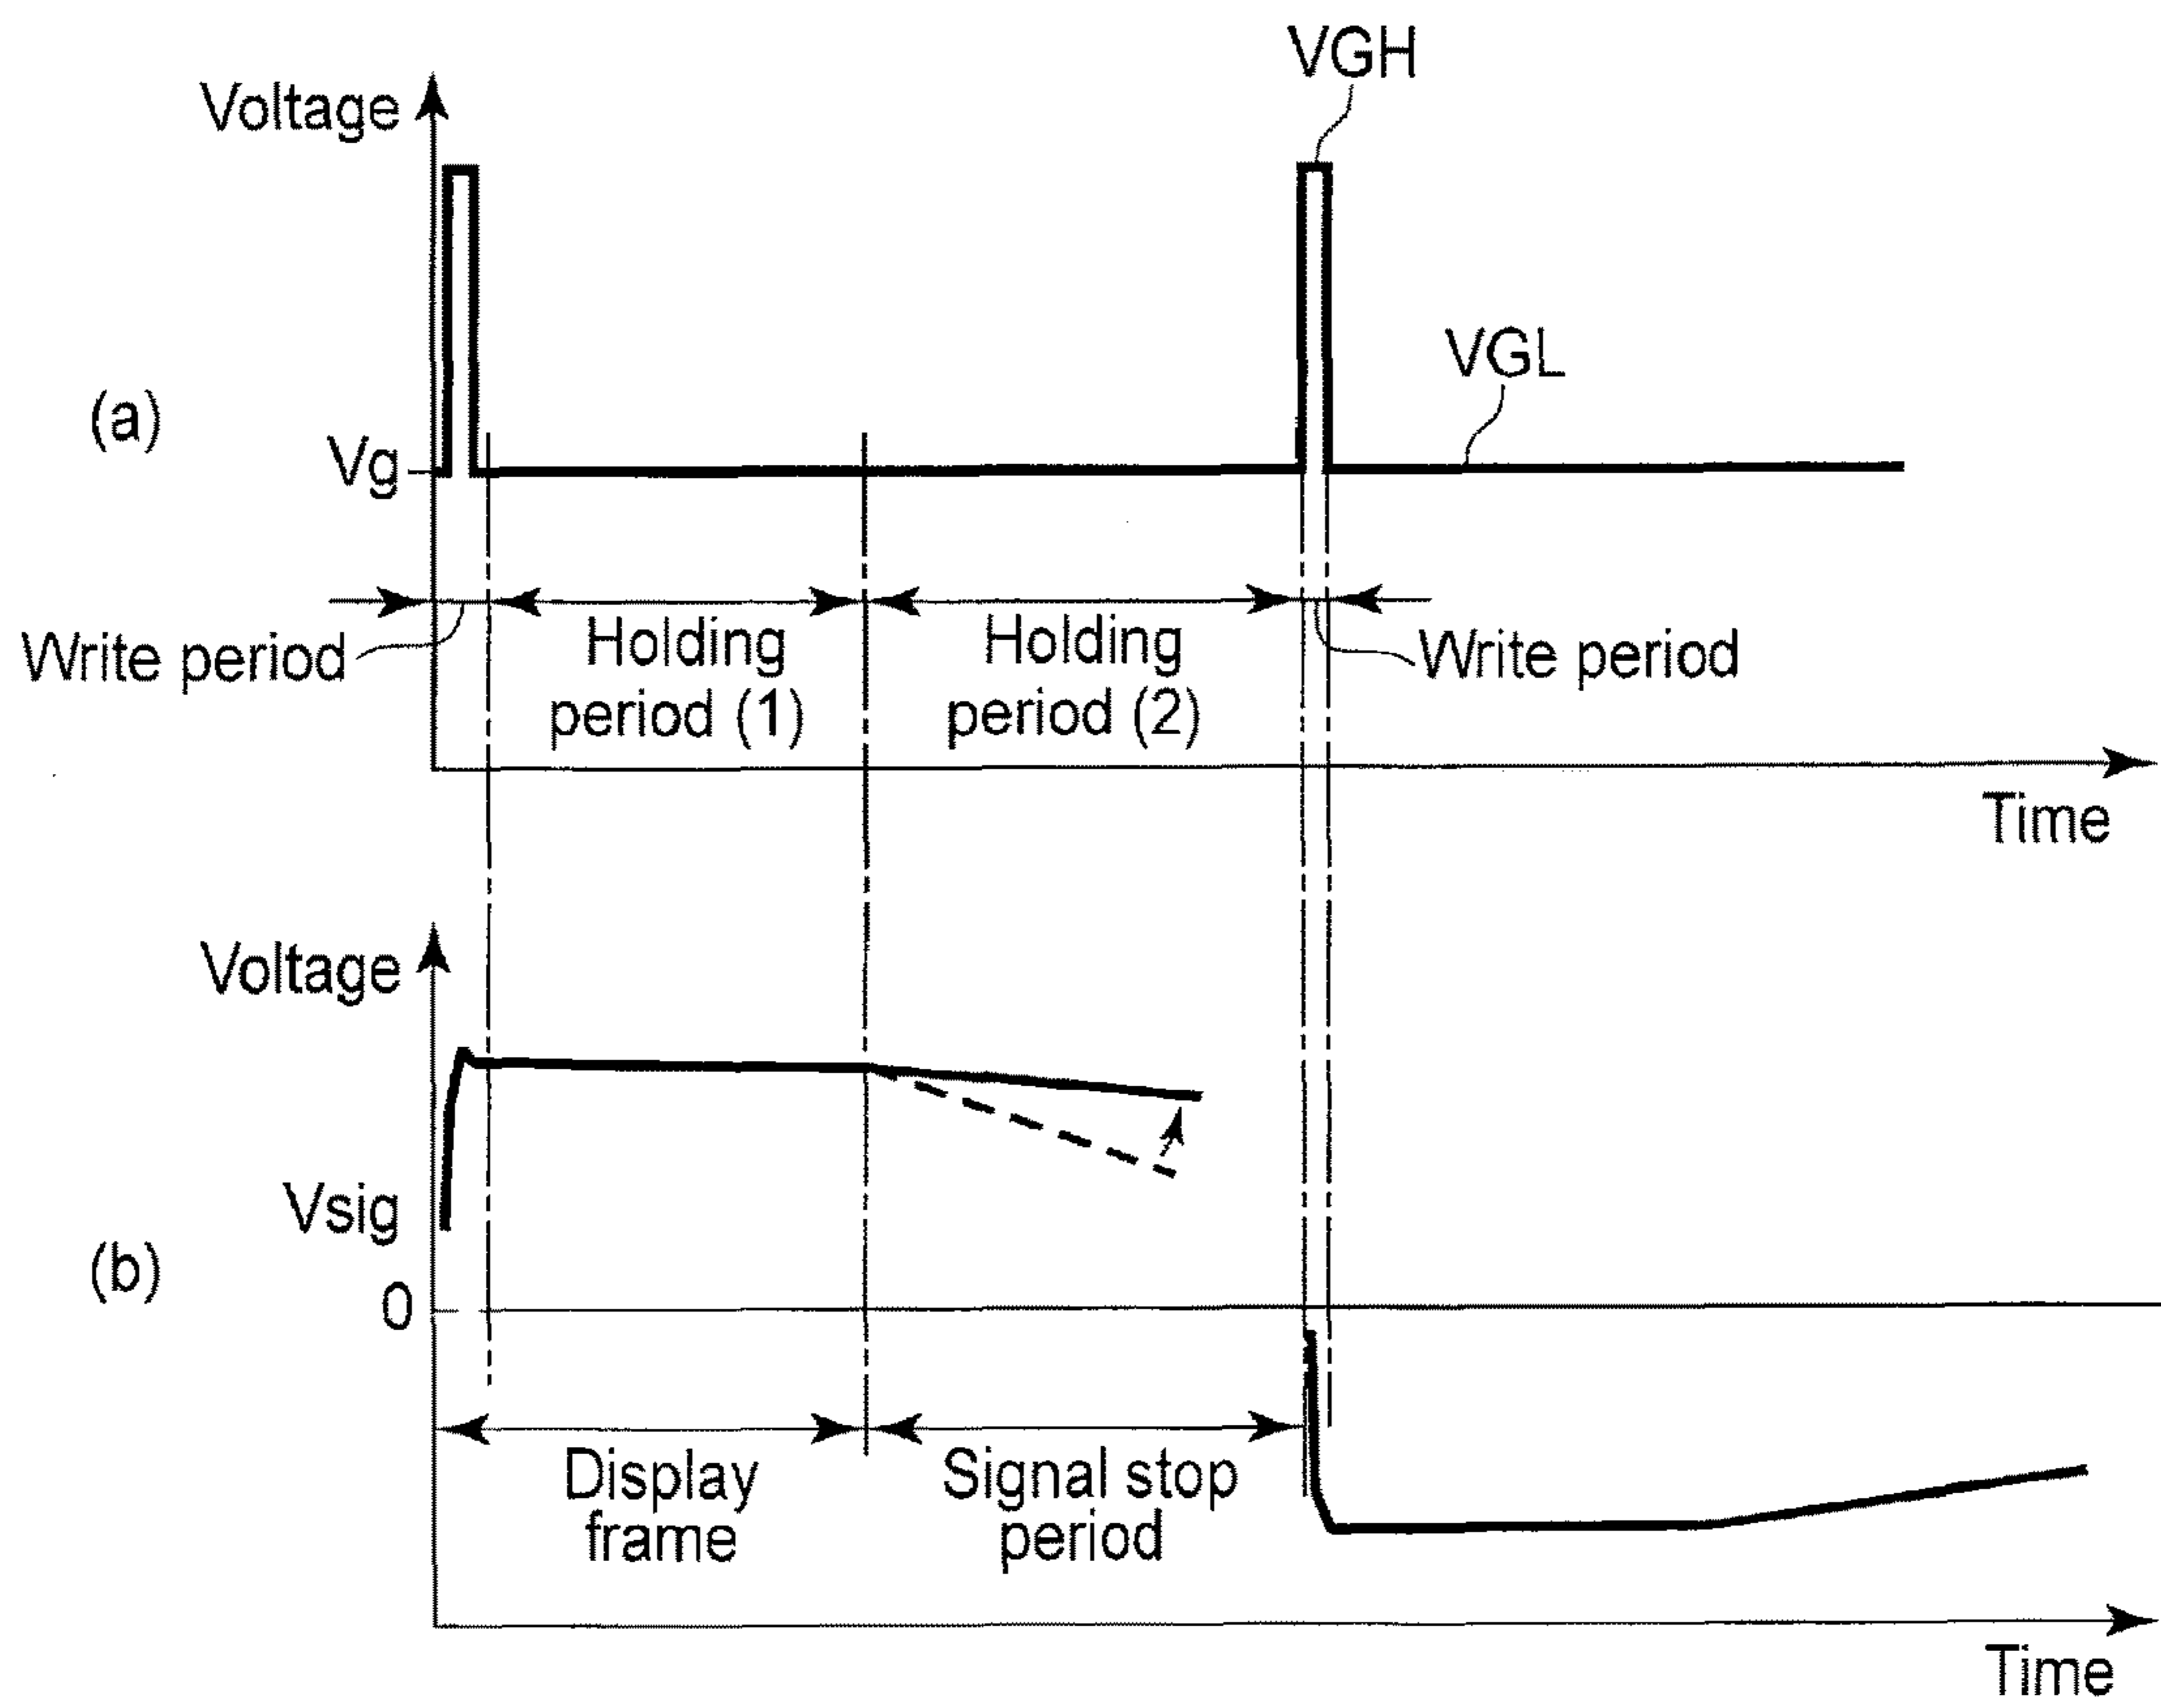 VGH
Voltage
VGL
(a)
Vg
Write period
Holding
period (1)
Holding
period (2)
Write period
Time
Voltage
Vsig
(b)
0
Display
frame
Signal stop
period
Time